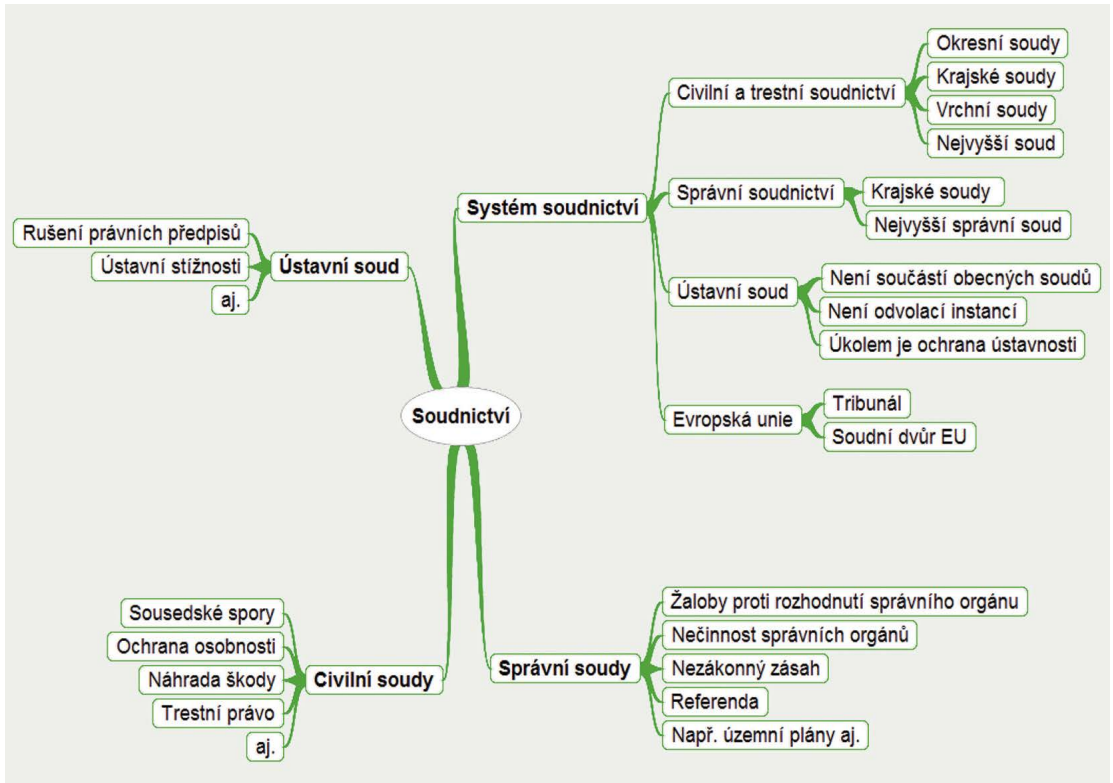 Soudnictví
Systém soudnictví
Civilní a trestní soudnictví
Okresní soudy
Krajské soudy
Vrchní soudy
Nejvyšší soud
Správní soudnictví
Krajské soudy
Nejvyšší správní soud
Ústavní soud
Není součástí obecných soudů
Není odvolací instancí
Úkolem je ochrana ústavnosti
Evropská unie
Tribunál
Soudní dvůr EU
Ústavní soud
Rušení právních předpisů
Ústavní stížnosti
aj.
Civilní soudy
Sousedské spory
Ochrana osobnosti
Náhrada škody
Trestní právo
aj.
Správní soudy
Žaloby proti rozhodnutí správního orgánu
Nečinnost správních orgánů
Nezákonný zásah
Referenda
Např. územní plány aj.